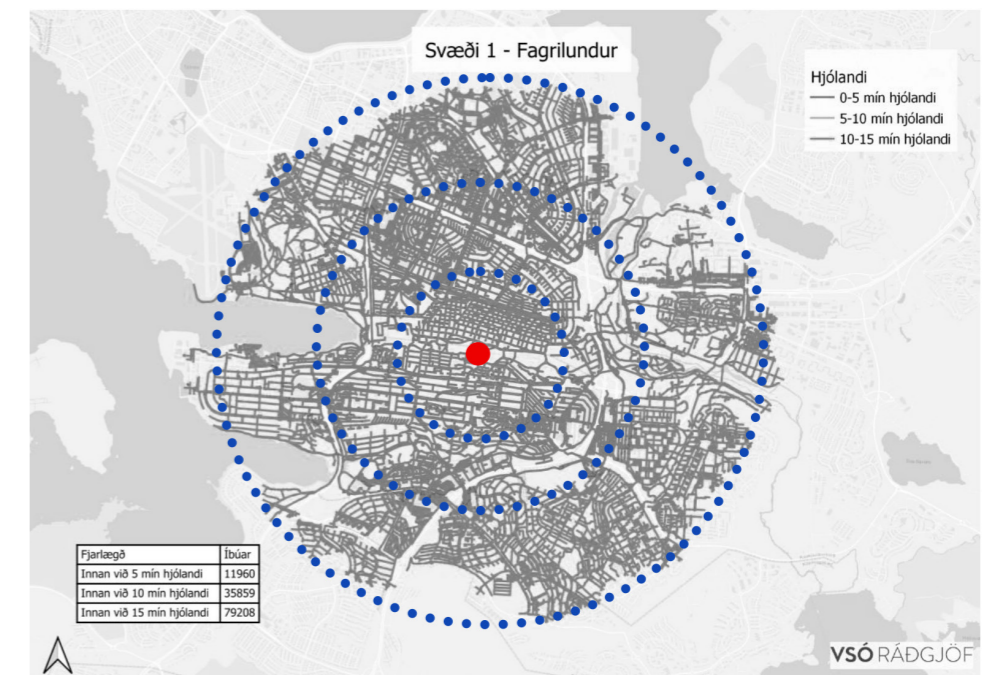 Svæði 1 - Fagrilundur
Hjólandi
0-5 mín hjólandi
5-10 mín hjólandi
10-15 mín hjólandi
Fjarlægð Íbúar
Innan við 5 mín hjólandi 11960
Innan við 10 mín hjólandi 35859
Innan við 15 mín hjólandi 79208
VSÓ RÁÐGJÖF